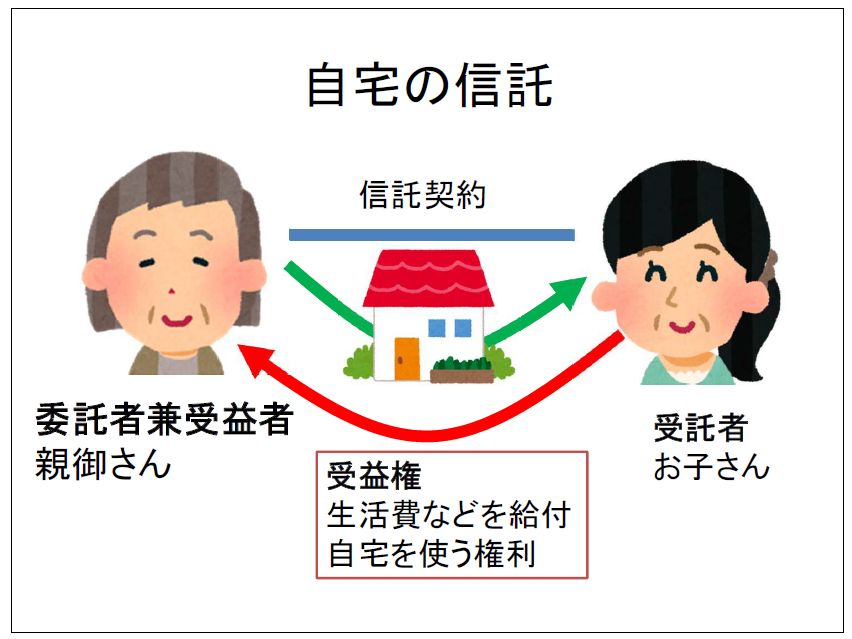 自宅の信託
信託契約
委託者兼受益者
親御さん
受託者
お子さん
受益権
生活費などを給付
自宅を使う権利